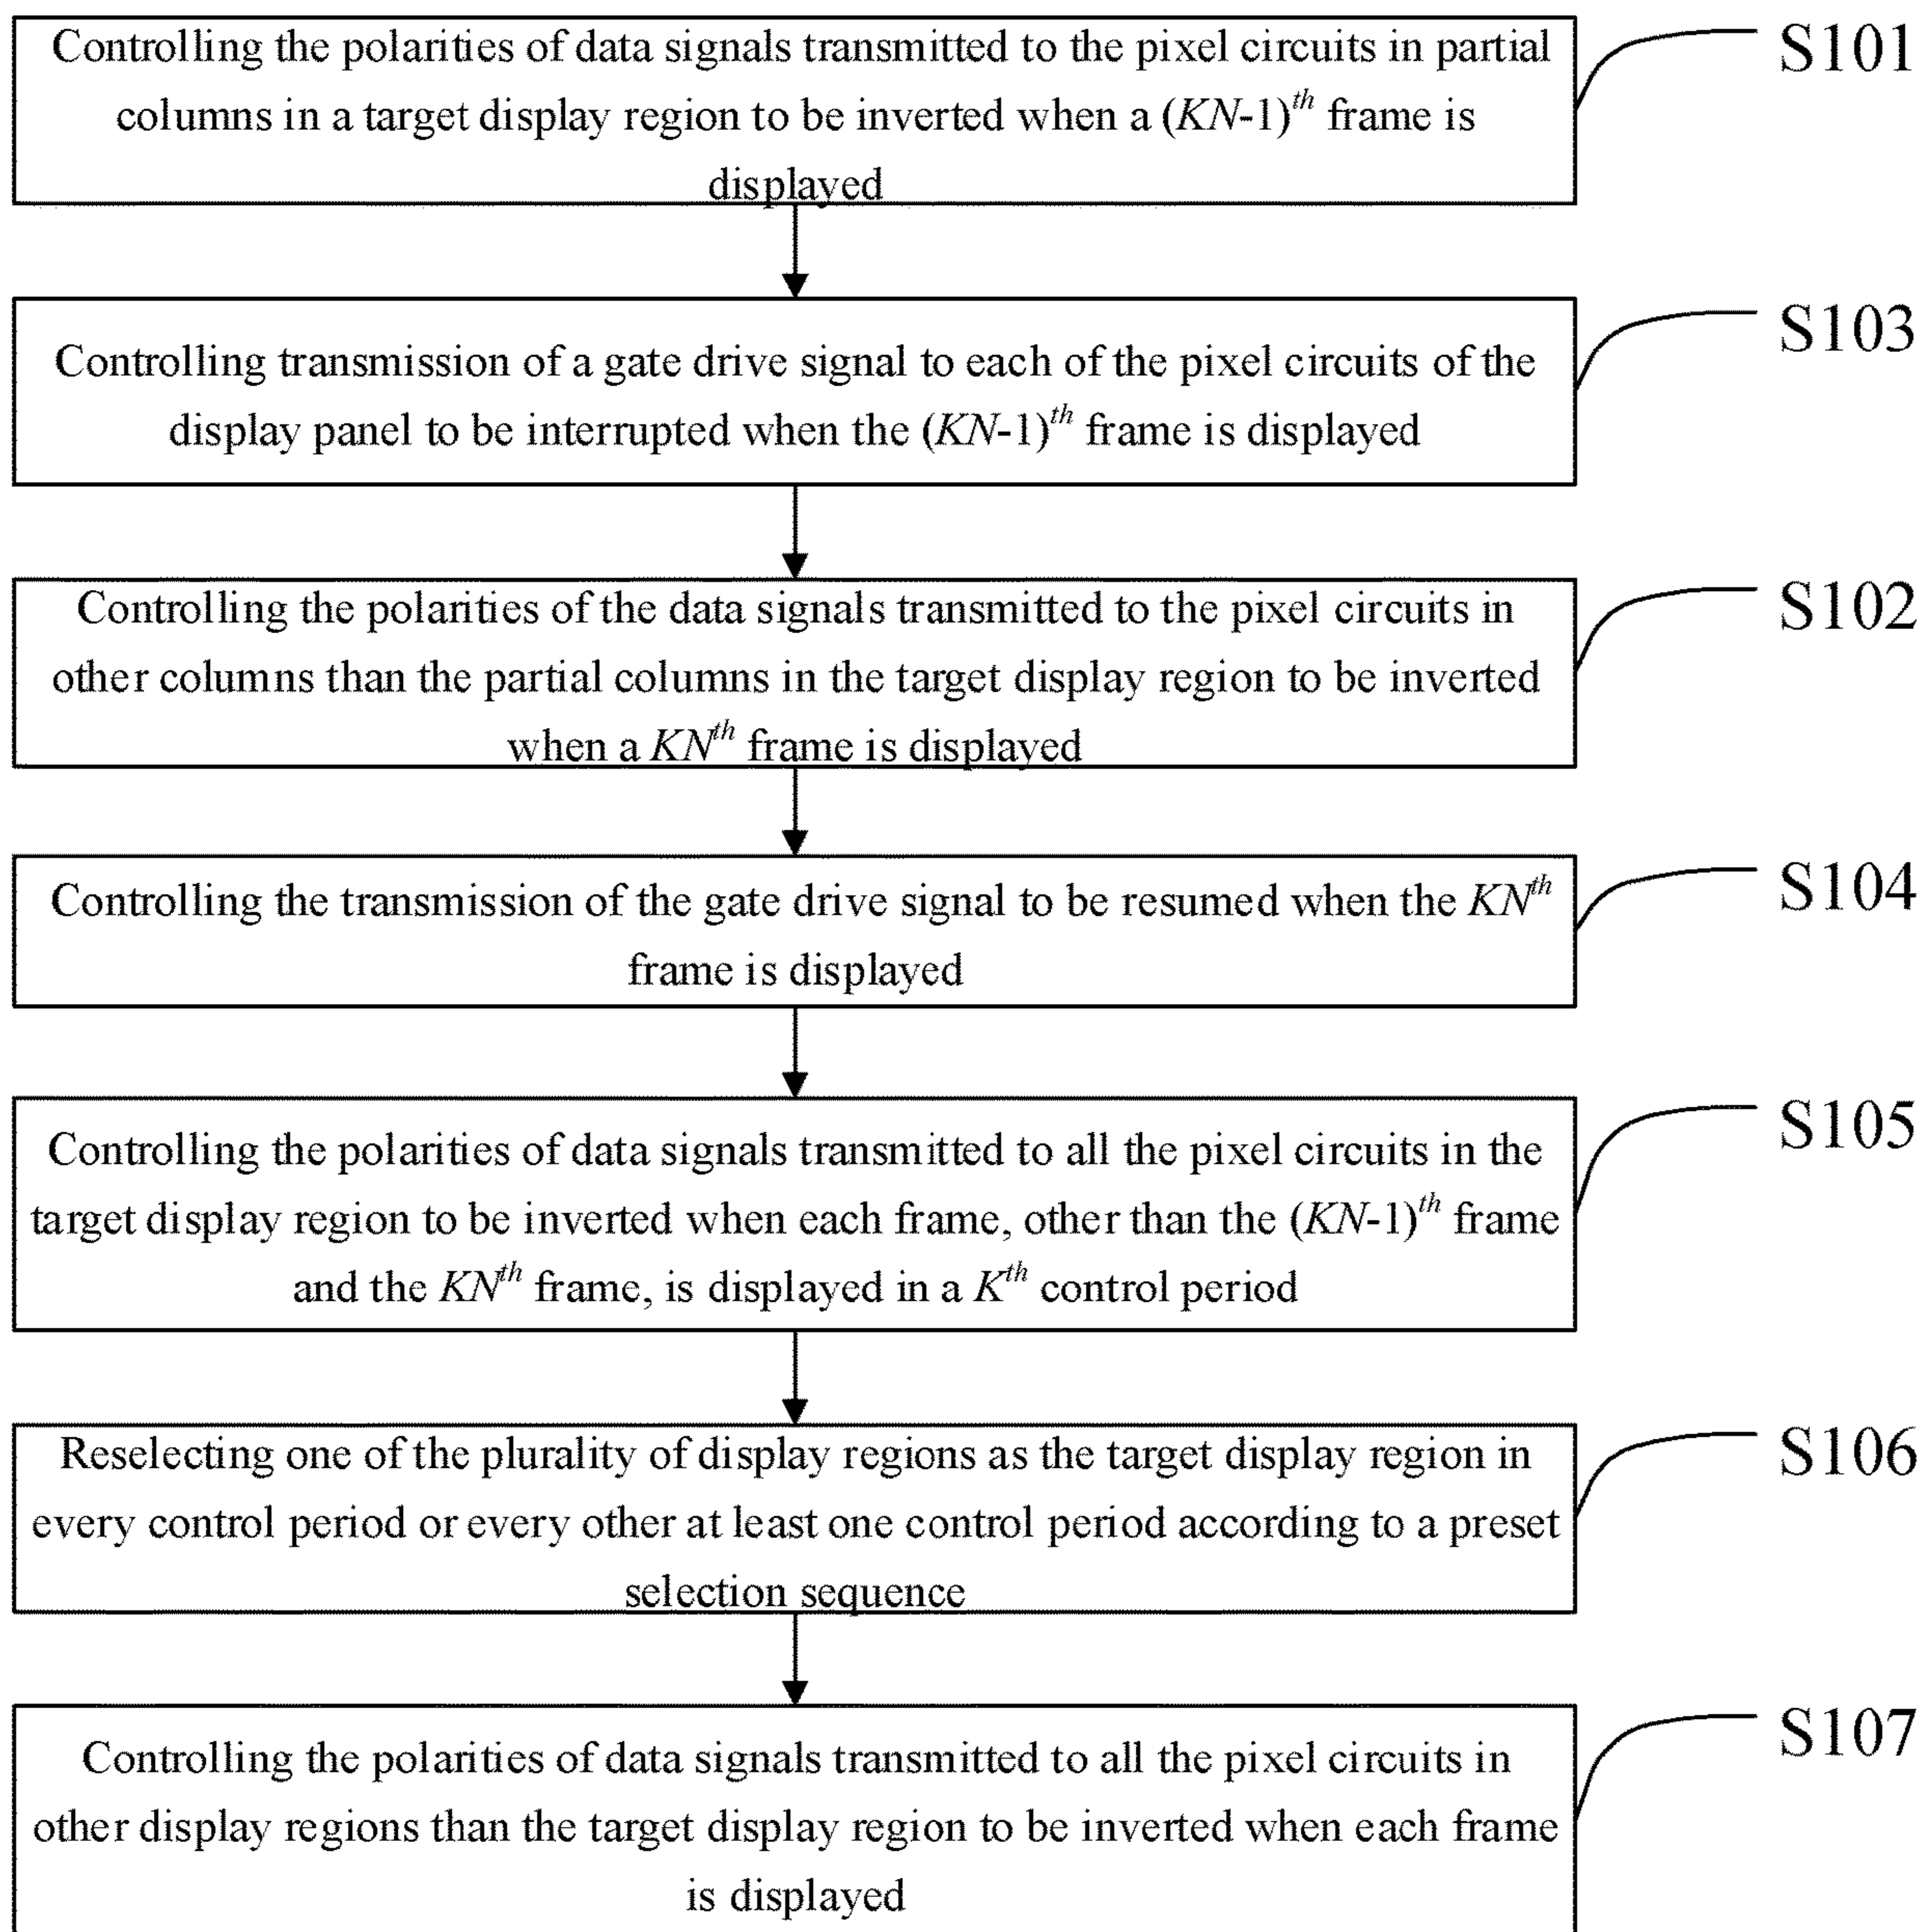 Controlling the polarities of data signals transmitted to the pixel circuits in partial
columns in a target display region to be inverted when a (KN-1)th frame is
displayed
S101
Controlling transmission of a gate drive signal to each of the pixel circuits of the
display panel to be interrupted when the (KN-1)th frame is displayed
S103
Controlling the polarities of the data signals transmitted to the pixel circuits in
other columns than the partial columns in the target display region to be inverted
when a KNth frame is displayed
S102
Controlling the transmission of the gate drive signal to be resumed when the KNth
frame is displayed
S104
Controlling the polarities of data signals transmitted to all the pixel circuits in the
target display region to be inverted when each frame, other than the (KN-1)th frame
and the KNth frame, is displayed in a Kth control period
S105
Reselecting one of the plurality of display regions as the target display region in
every control period or every other at least one control period according to a preset
selection sequence
S106
Controlling the polarities of data signals transmitted to all the pixel circuits in
other display regions than the target display region to be inverted when each frame
is displayed
S107